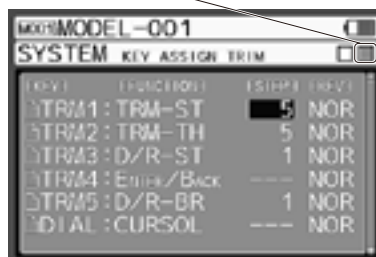 MODEL-001
SYSTEM KEY ASSIGN TRIM
(KEY) (FUNCTION) (STEP) (REV)
TRM1:TRM-ST 5 NOR
TRM2:TRM-TH 5 NOR
TRM3:D/R-ST 1 NOR
TRM4:ENTER/BACK --- NOR
TRM5:D/R-BR 1 NOR
DIAL:CURSOL --- NOR